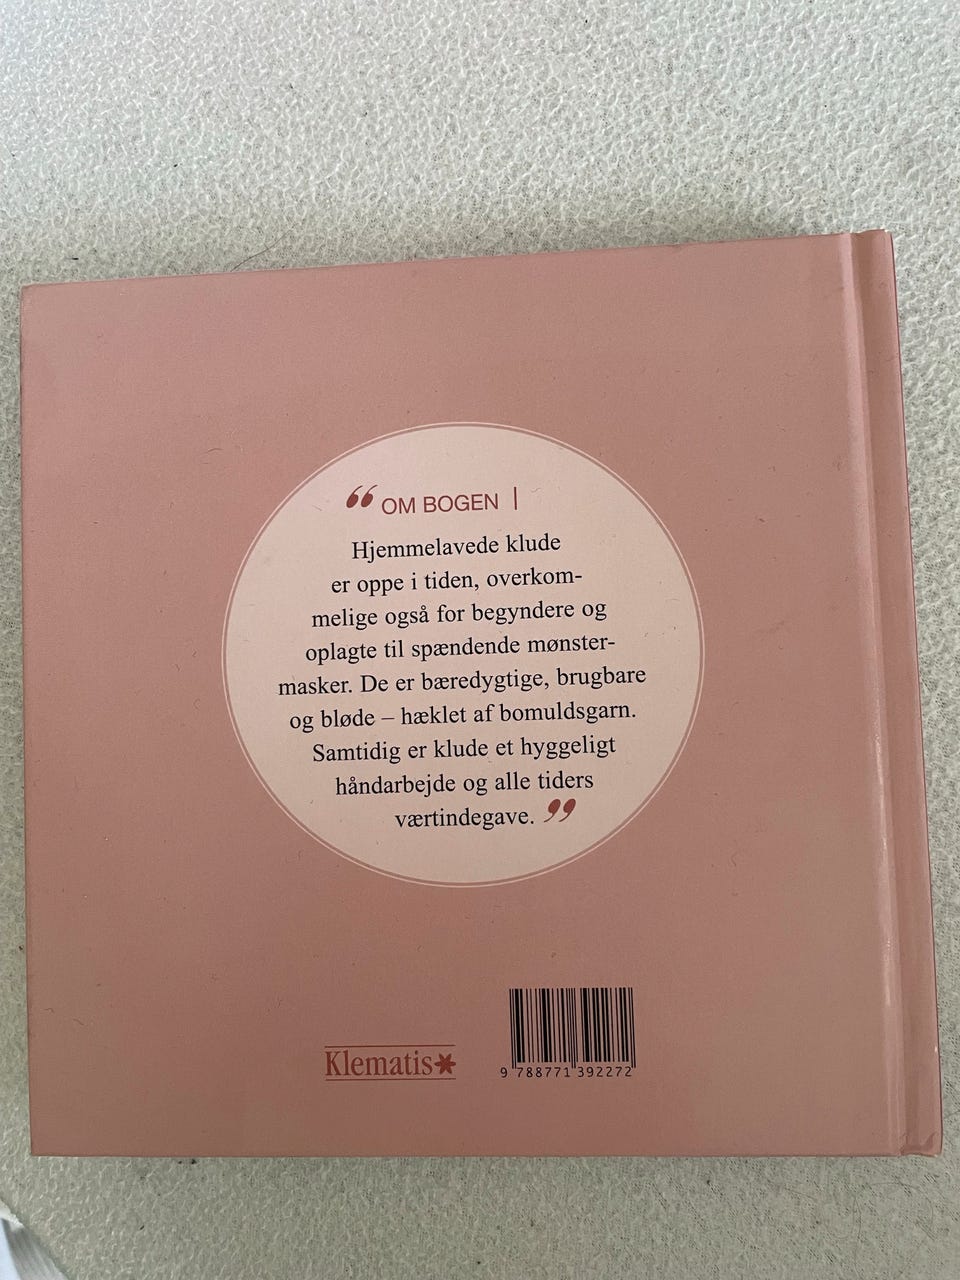 “ OM BOGEN |
Hjemmelavede klude
er oppe i tiden, overkom-
melige også for begyndere og
oplagte til spændende mønster-
masker. De er bæredygtige, brugbare
og bløde – hæklet af bomuldsgarn.
Samtidig er klude et hyggeligt
håndarbejde og alle tiders
værtindegave. ”
Klematis
9 788771 392272